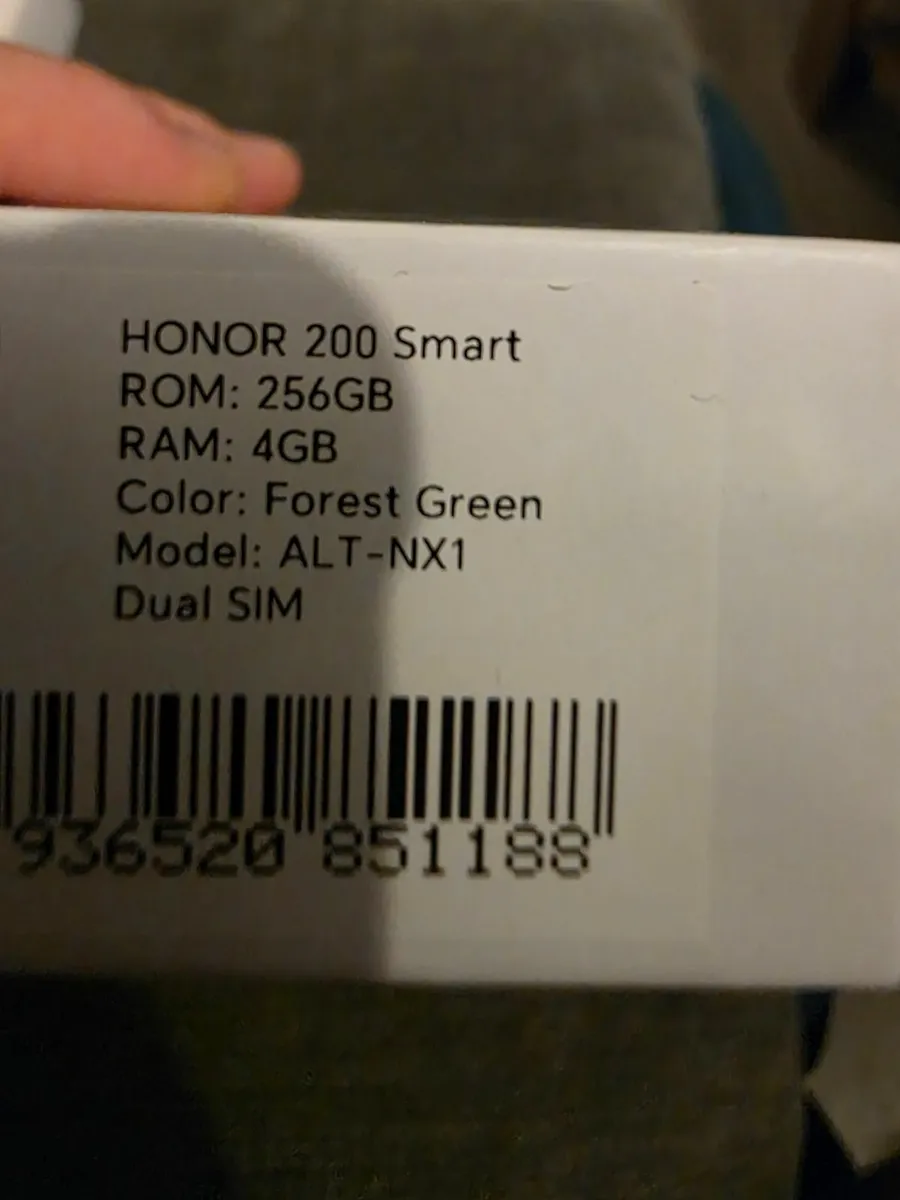 HONOR 200 Smart
ROM: 256GB
RAM: 4GB
Color: Forest Green
Model: ALT-NX1
Dual SIM
936520 851188